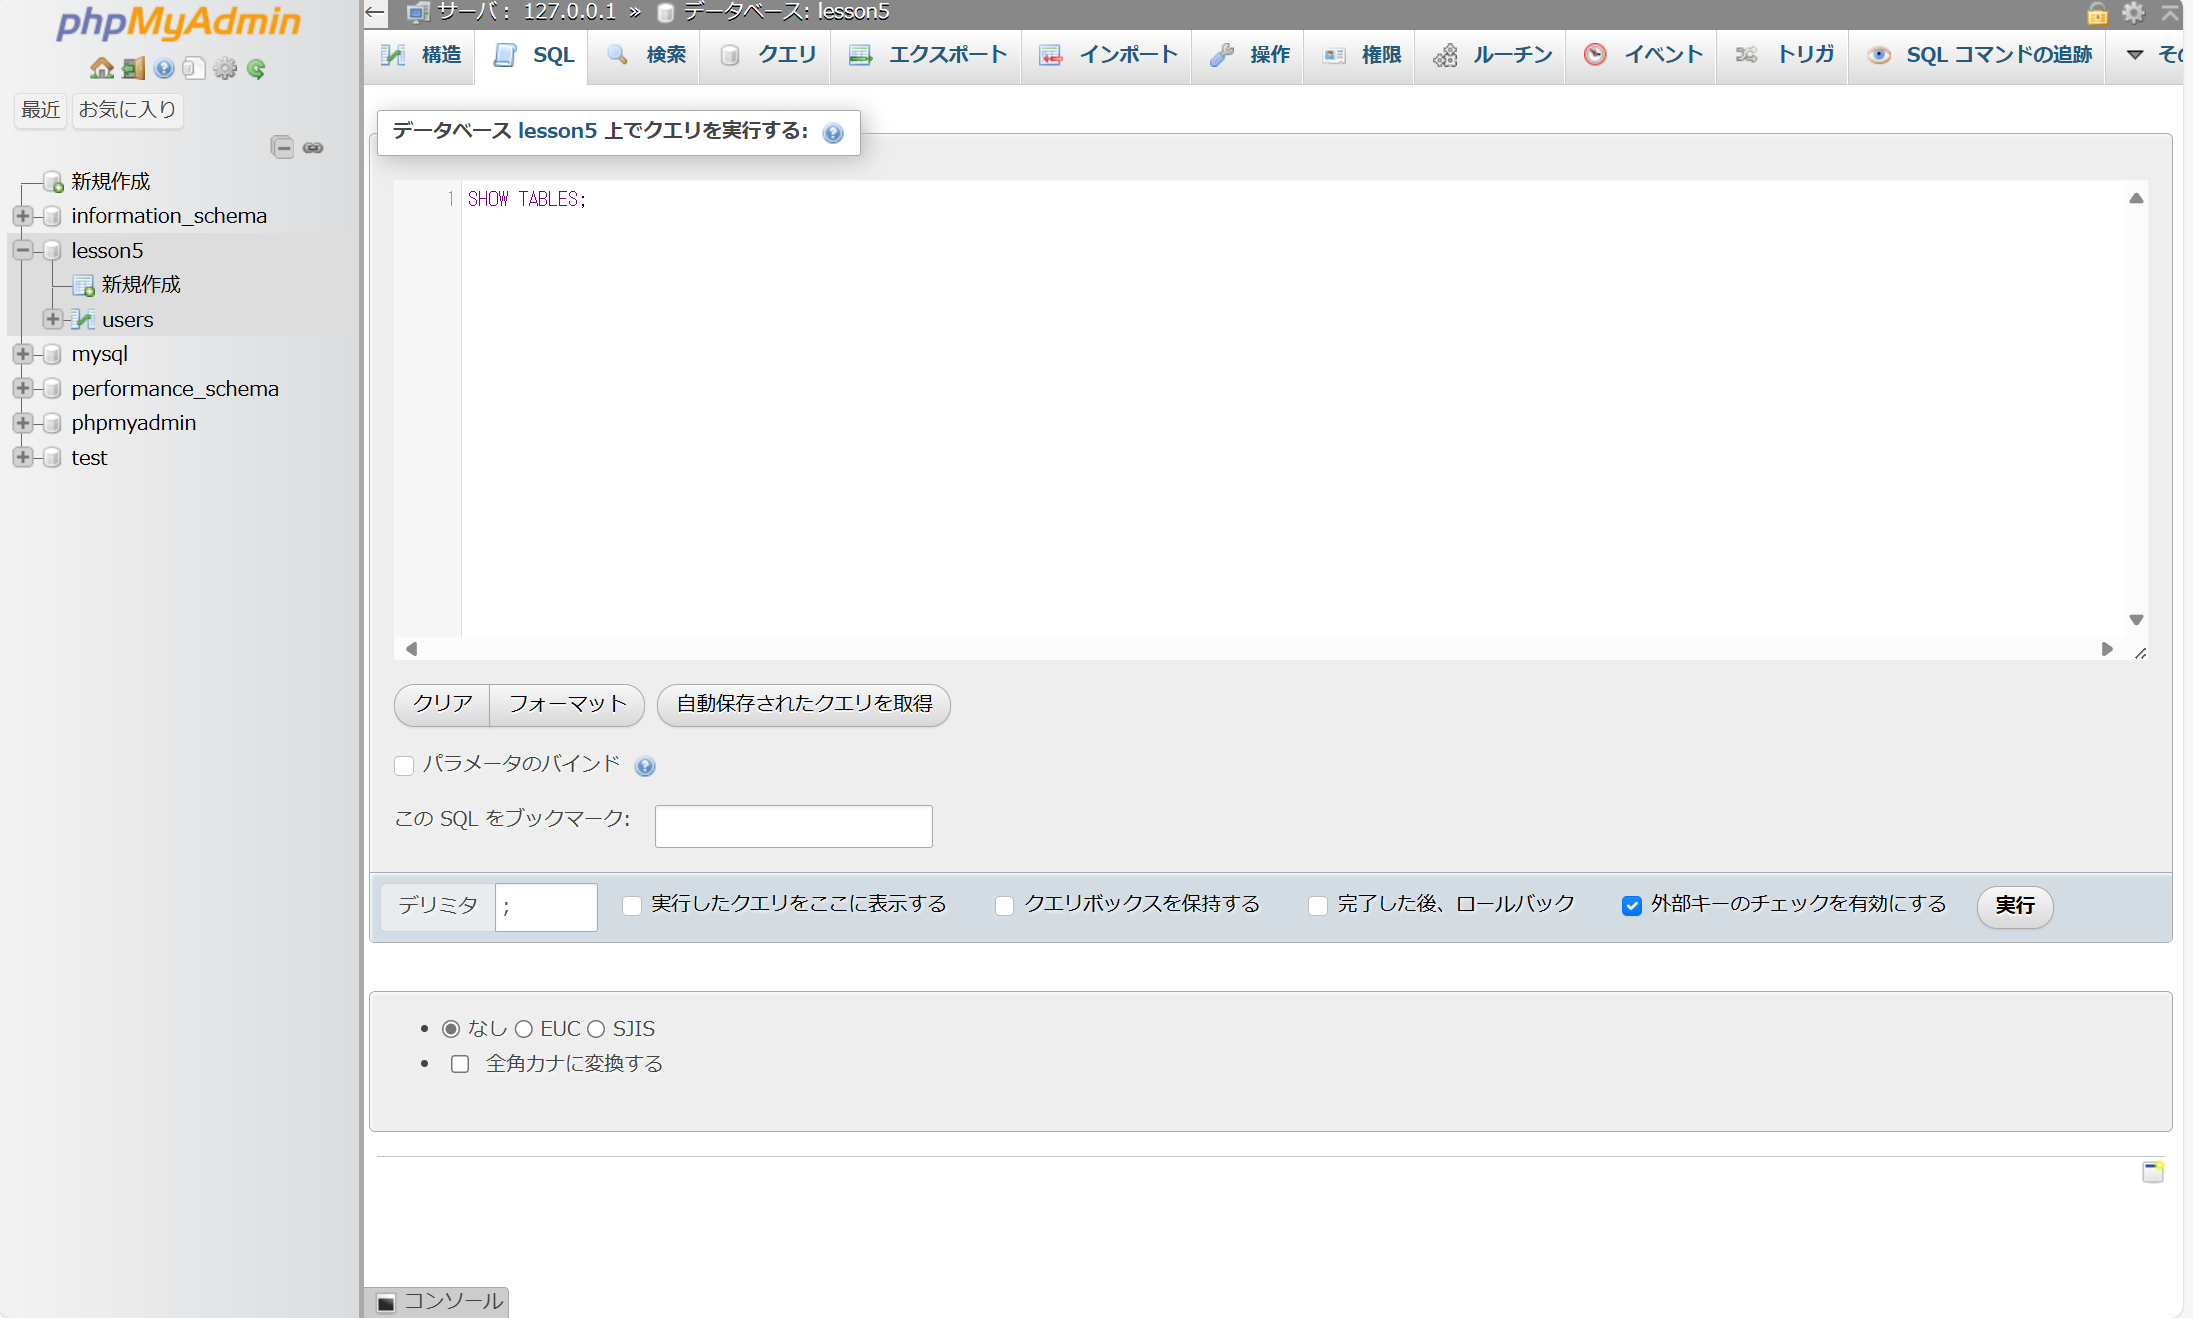 phpMyAdmin
最近 お気に入り
新規作成
information_schema
lesson5
新規作成
users
mysql
performance_schema
phpmyadmin
test
サーバ: 127.0.0.1 » データベース: lesson5
構造 SQL 検索 クエリ エクスポート インポート 操作 権限 ルーチン イベント トリガ SQL コマンドの追跡
データベース lesson5 上でクエリを実行する:
1 SHOW TABLES;
クリア フォーマット 自動保存されたクエリを取得
パラメータのバインド
この SQL をブックマーク:
デリミタ ; 実行したクエリをここに表示する クエリボックスを保持する 完了した後、ロールバック 外部キーのチェックを有効にする 実行
なし EUC SJIS
全角カナに変換する
コンソール